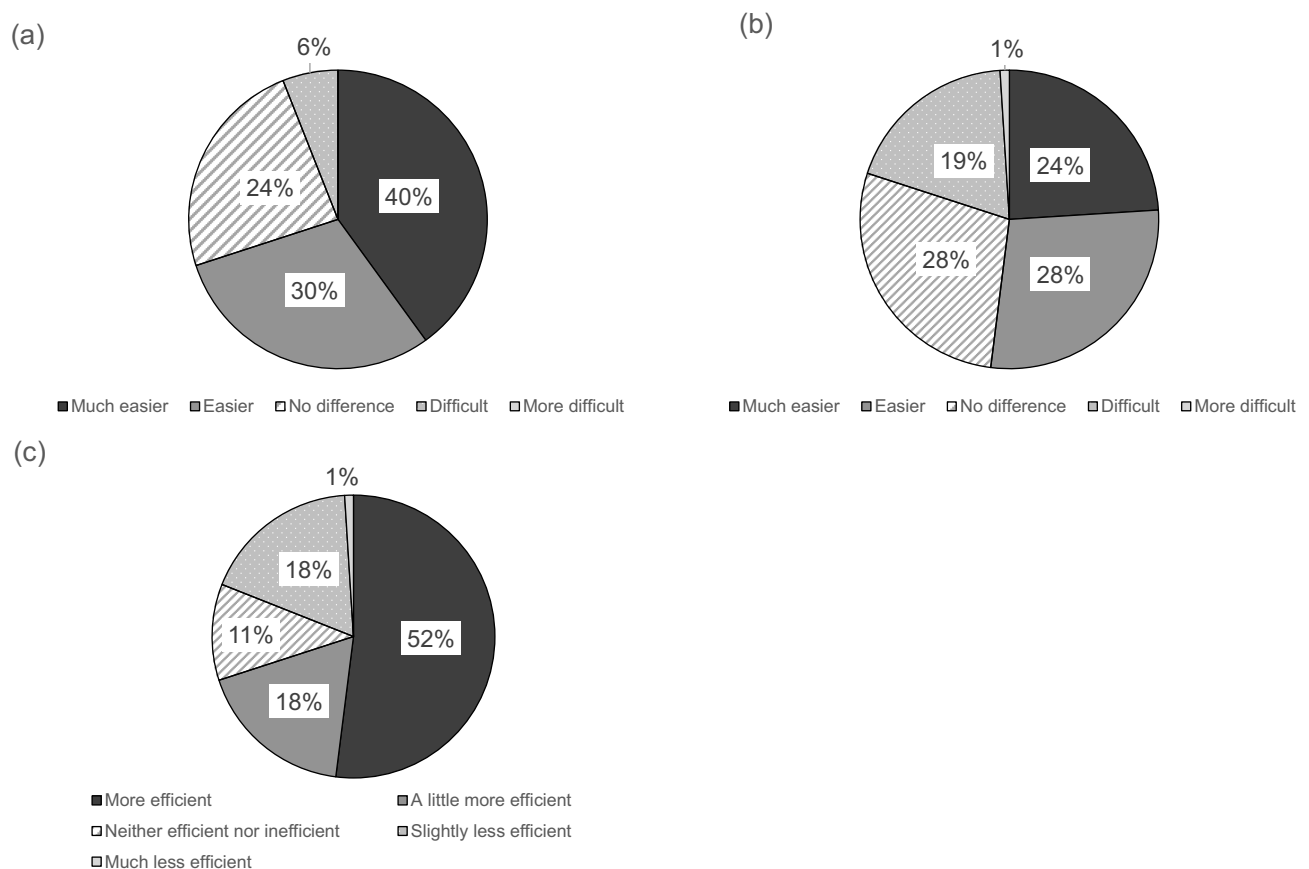 (a)
6%
40%
24%
30%
Much easier Easier No difference Difficult More difficult
(b)
1%
24%
19%
28%
28%
Much easier Easier No difference Difficult More difficult
(c)
1%
18%
52%
11%
18%
More efficient A little more efficient
Neither efficient nor inefficient Slightly less efficient
Much less efficient